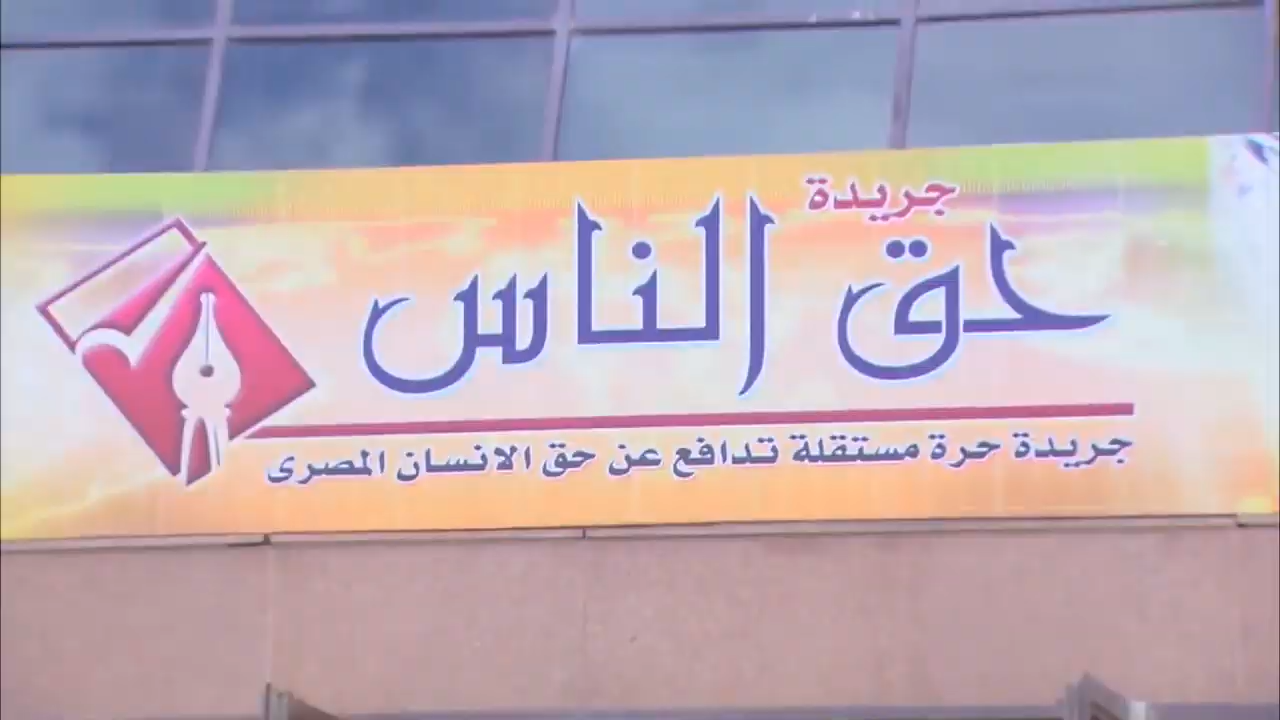 جريدة
حق الناس
جريدة حرة مستقلة تدافع عن حق الانسان المصرى